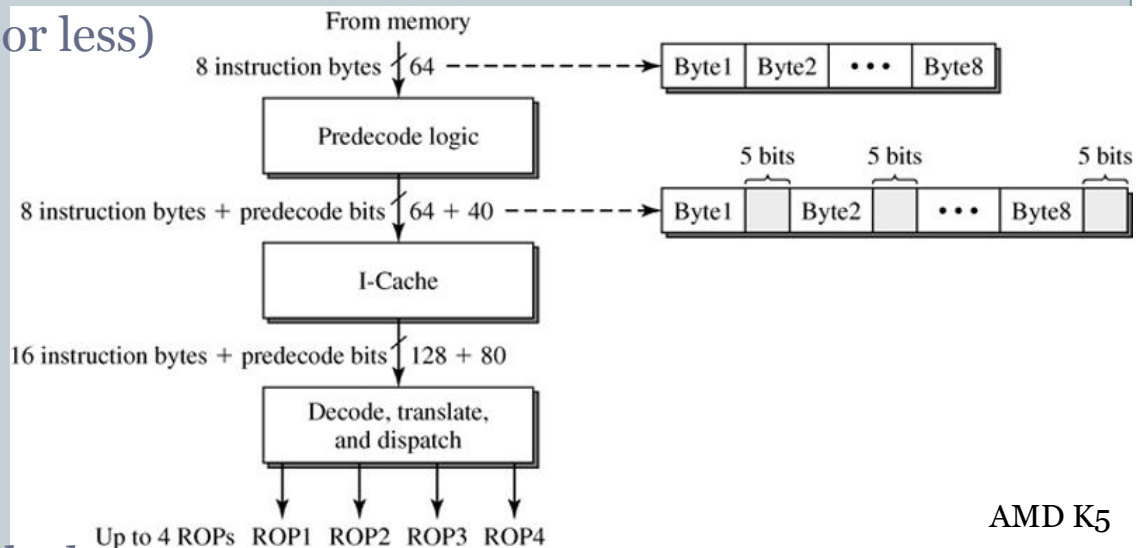 or less)
From memory
8 instruction bytes 64
Byte1 Byte2 ••• Byte8
Predecode logic
5 bits 5 bits 5 bits
8 instruction bytes + predecode bits 64 + 40
Byte1 Byte2 ••• Byte8
I-Cache
16 instruction bytes + predecode bits 128 + 80
Decode, translate,
and dispatch
Up to 4 ROPs ROP1 ROP2 ROP3 ROP4
AMD K5